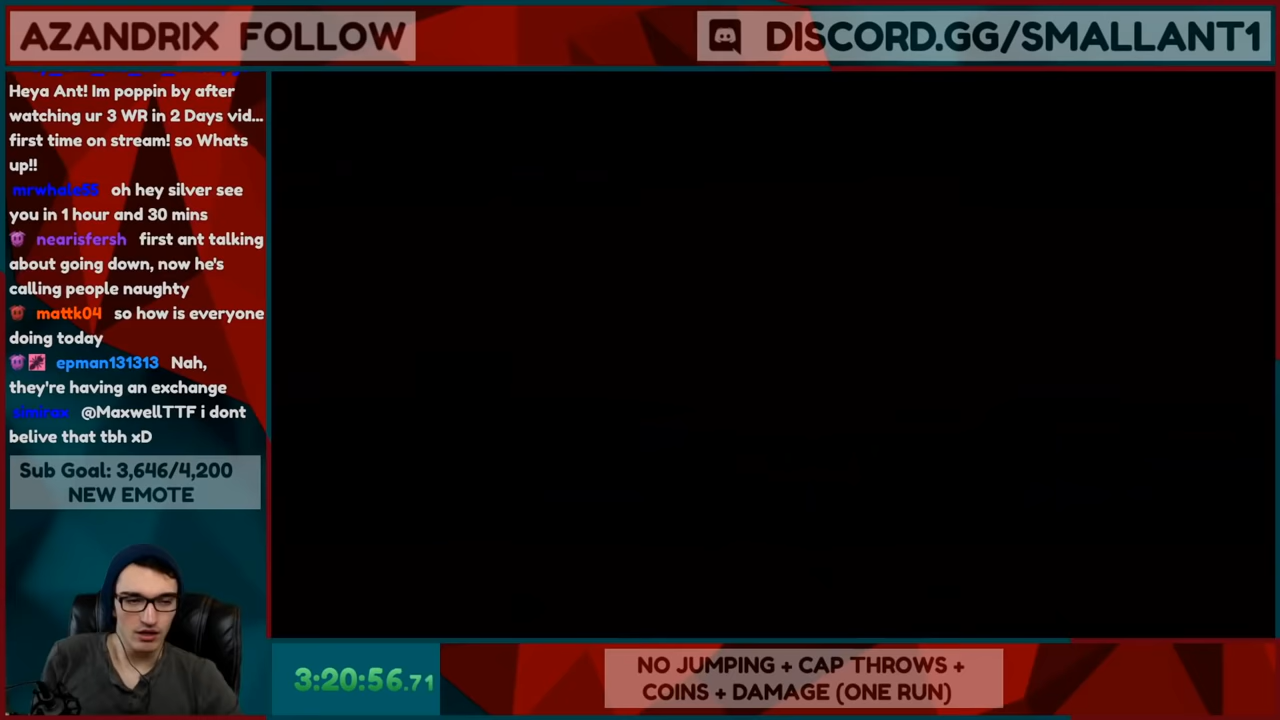 AZANDRIX FOLLOW
DISCORD.GG/SMALLANT1
Heya Ant! Im poppin by after
watching ur 3 WR in 2 Days vid...
first time on stream! so Whats
up!!
mrwhale55 oh hey silver see
you in 1 hour and 30 mins
nearisfersh first ant talking
about going down, now he's
calling people naughty
mattk04 so how is everyone
doing today
epman131313 Nah,
they're having an exchange
simirax @MaxwellTTF i dont
belive that tbh xD
Sub Goal: 3,646/4,200
NEW EMOTE
3:20:56.71
NO JUMPING + CAP THROWS +
COINS + DAMAGE (ONE RUN)